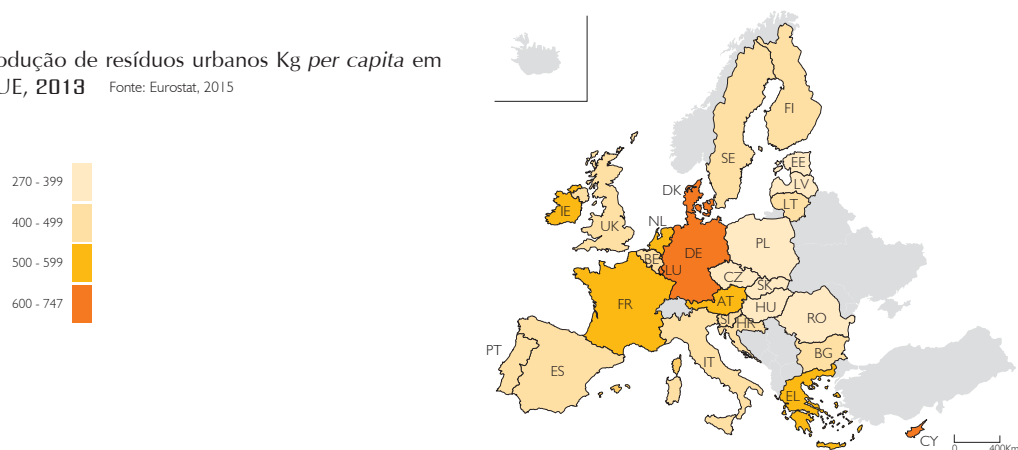 odução de resíduos urbanos Kg per capita em
UE, 2013 Fonte: Eurostat, 2015
270 - 399
400 - 499
500 - 599
600 - 747
FI
SE
EE
LV
LT
DK
IE
UK
NL
BE
LU
DE
PL
CZ
SK
AT
HU
FR
SI
HR
RO
PT
ES
IT
BG
EL
CY
0 400Km